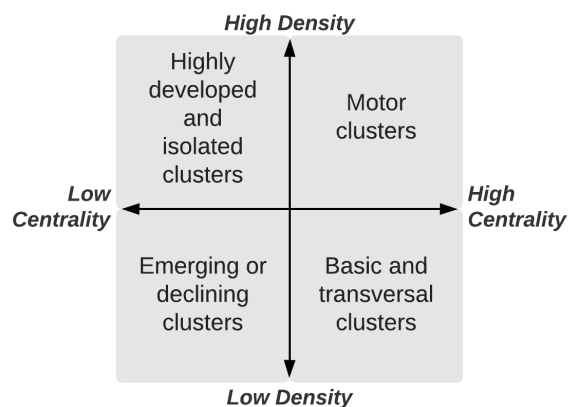 High Density
Highly
developed
and
isolated
clusters
Motor
clusters
Low
Centrality
High
Centrality
Emerging or
declining
clusters
Basic and
transversal
clusters
Low Density